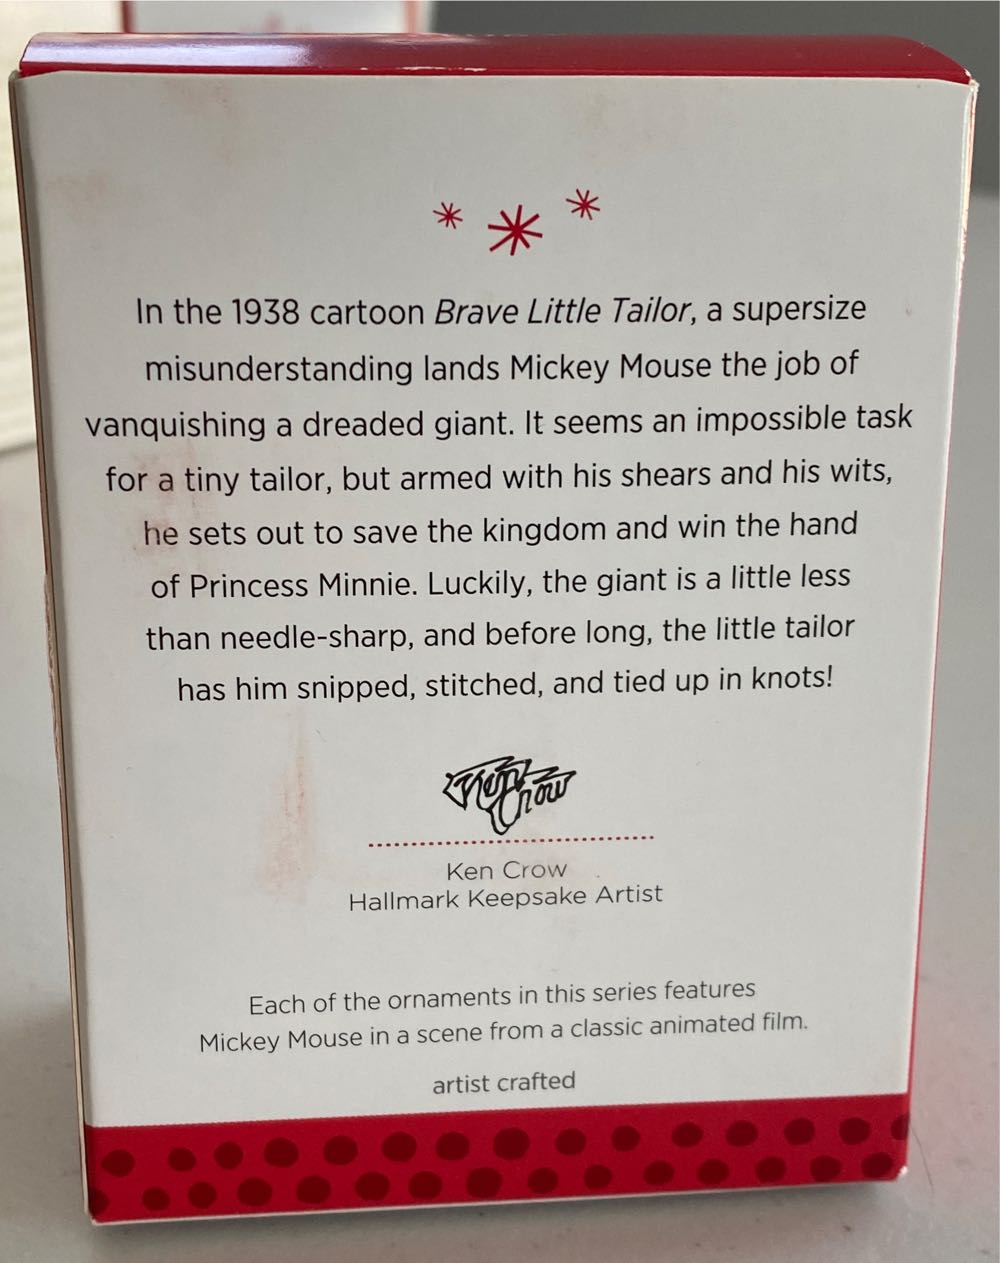 In the 1938 cartoon Brave Little Tailor, a supersize
misunderstanding lands Mickey Mouse the job of
vanquishing a dreaded giant. It seems an impossible task
for a tiny tailor, but armed with his shears and his wits,
he sets out to save the kingdom and win the hand
of Princess Minnie. Luckily, the giant is a little less
than needle-sharp, and before long, the little tailor
has him snipped, stitched, and tied up in knots!
Ken Crow
Ken Crow
Hallmark Keepsake Artist
Each of the ornaments in this series features
Mickey Mouse in a scene from a classic animated film.
artist crafted